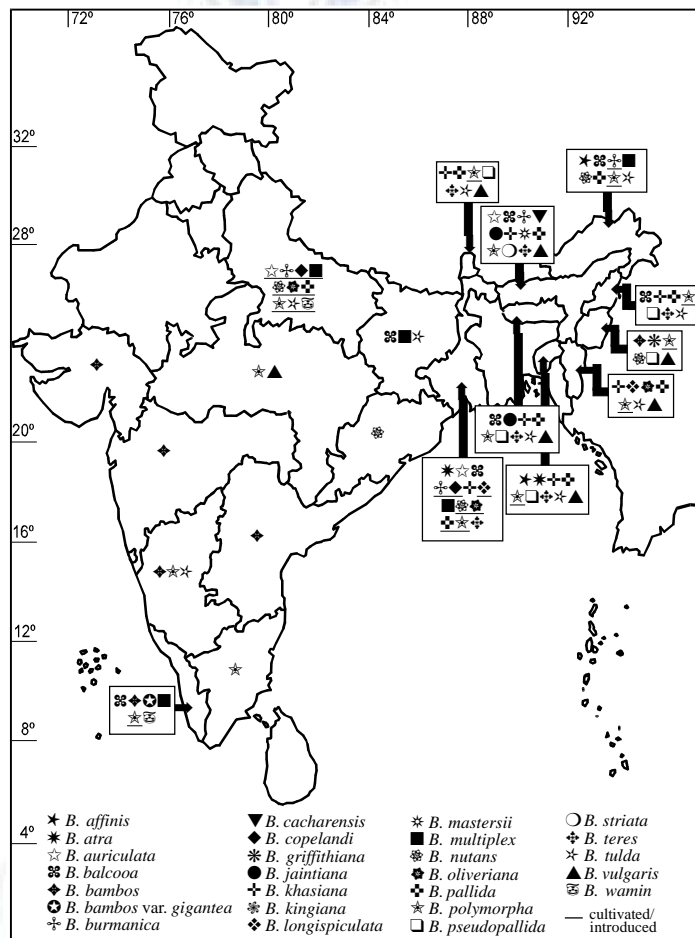 72º 76º 80º 84º 88º 92º
32º
28º
20º
16º
12º
8º
4º
B. affinis
B. atra
B. auriculata
B. balcooa
B. bambos
B. bambos var. gigantea
B. burmanica
B. cacharensis
B. copelandi
B. griffithiana
B. jaintiana
B. khasiana
B. kingiana
B. longispiculata
B. mastersii
B. multiplex
B. nutans
B. oliveriana
B. pallida
B. polymorpha
B. pseudopallida
B. striata
B. teres
B. tulda
B. vulgaris
B. wamin
cultivated/
introduced